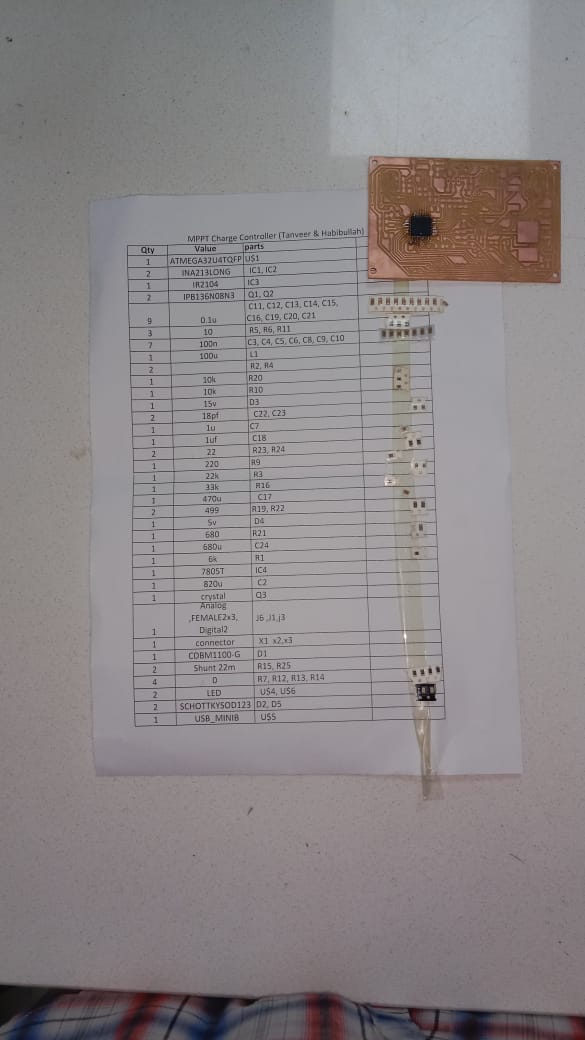 MPPT Charge Controller (Tanveer & Habibullah)
Qty Value parts
1 ATMEGA32U4TQFP U$1
2 INA213LONG IC1, IC2
1 IR2104 IC3
2 IPB136N08N3 Q1, Q2
9 0.1u C11, C12, C13, C14, C15,
C16, C19, C20, C21
3 10 R5, R6, R11
7 100n C3, C4, C5, C6, C8, C9, C10
1 100u L1
2 R2, R4
1 10k R20
1 10k R10
1 15v D3
2 18pf C22, C23
1 1u C7
1 1uf C18
2 22 R23, R24
1 220 R9
1 22k R3
1 33k R16
1 470u C17
2 499 R19, R22
1 5v D4
1 680 R21
1 680u C24
1 6k R1
1 7805T IC4
1 820u C2
1 crystal Q3
Analog
,FEMALE2x3, J6 ,J1,j3
1 Digital2
1 connector X1 x2,x3
1 CDBM1100-G D1
2 Shunt 22m R15, R25
4 0 R7, R12, R13, R14
2 LED U$4, U$6
2 SCHOTTKYSOD123 D2, D5
1 USB_MINIB U$5